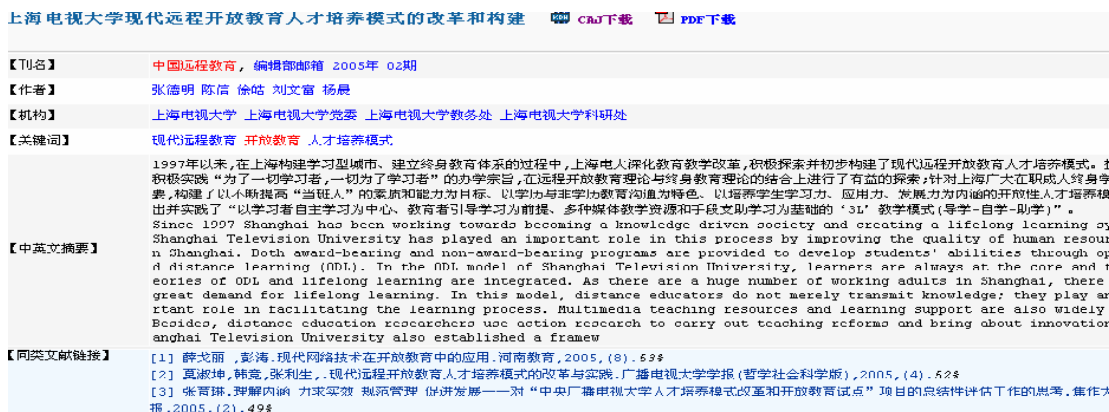 上海电视大学现代远程开放教育人才培养模式的改革和构建 CAJ下载 PDF下载
【刊名】 中国远程教育, 编辑部邮箱 2005年 02期
【作者】 张德明 陈信 徐皓 刘文富 杨晨
【机构】 上海电视大学 上海电视大学党委 上海电视大学教务处 上海电视大学科研处
【关键词】 现代远程教育 开放教育 人才培养模式
1997年以来,在上海构建学习型城市、建立终身教育体系的过程中,上海电人深化教育教学改革,积极探索并初步构建了现代远程开放教育人才培养模式。
积极实践“为了一切学习者,一切为了学习者”的办学宗旨,在远程开放教育理论与终身教育理论的结合上进行了有益的探索;针对上海广大在职成人终身学
要,构建了以不断提高“当班人”的素质和能力为目标、以学历与非学历教育沟通为特色、以培养学生学习力、应用力、发展力为内涵的开放性人才培养模
出并实践了“以学习者自主学习为中心、教育者引导学习为前提、多种媒体教学资源和手段支助学习为基础的‘3L’教学模式(导学-自学-助学)”。
Since 1997 Shanghai has been working towards becoming a knowledge driven society and creating a lifelong learning sy
【中英文摘要】 Shanghai Television University has played an important role in this process by improving the quality of human resour
n Shanghai. Both award-bearing and non-award-bearing programs are provided to develop students' abilities through op
d distance learning (ODL). In the ODL model of Shanghai Television University, learners are always at the core and t
eories of ODL and lifelong learning are integrated. As there are a huge number of working adults in Shanghai, there
great demand for lifelong learning. In this model, distance educators do not merely transmit knowledge; they play an
rtant role in facilitating the learning process. Multimedia teaching resources and learning support are also widely
Besides, distance education researchers use action research to carry out teaching reforms and bring about innovation
anghai Television University also established a framew
【同类文献链接】 [1] 薛戈丽 ,彭涛.现代网络技术在开放教育中的应用.河南教育,2005,(8).53%
[2] 莫淑坤,韩竞,张利生,.现代远程开放教育人才培养模式的改革与实践.广播电视大学学报(哲学社会科学版),2005,(4).52%
[3] 张育琳.理解内涵 力求实效 规范管理 促进发展——对“中央广播电视大学人才培养模式改革和开放教育试点”项目的总结性评估工作的思考.焦作大
报,2005,(2).49%